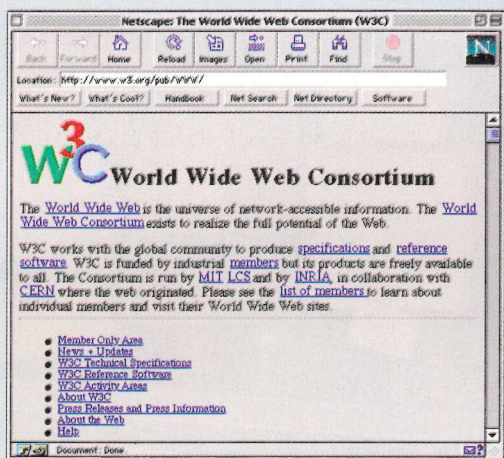 Netscape: The World Wide Web Consortium (W3C)
Back Forward Home Reload Images Open Print Find Stop
N
Location: http://www.w3.org/pub/WWW/
What's New? What's Cool? Handbook Net Search Net Directory Software
W3C World Wide Web Consortium
The World Wide Web is the universe of network-accessible information. The World
Wide Web Consortium exists to realize the full potential of the Web.
W3C works with the global community to produce specifications and reference
software. W3C is funded by industrial members but its products are freely available
to all. The Consortium is run by MIT LCS and by INRIA, in collaboration with
CERN where the web originated. Please see the list of members to learn about
individual members and visit their World Wide Web sites.
Member Only Area
News + Updates
W3C Technical Specifications
W3C Reference Software
W3C Activity Areas
About W3C
Press Releases and Press Information
About the Web
Help
Document: Done.
?